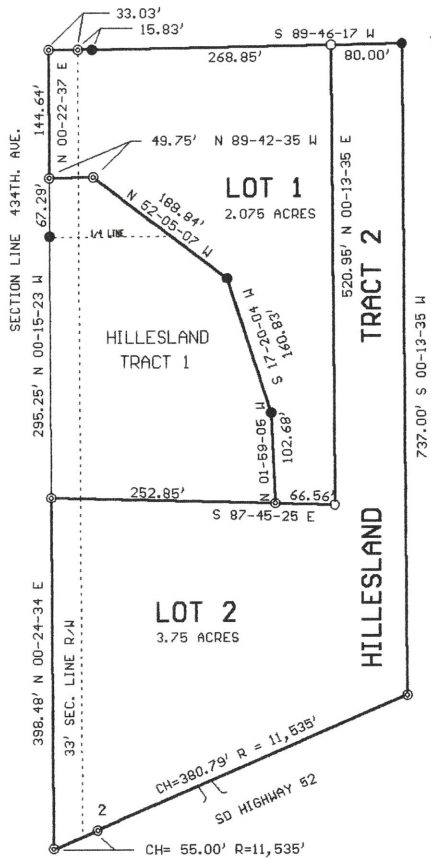 33.03'
15.83'
S 89-46-17 W
268.85'
80.00'
144.64'
N 00-22-37 E
49.75' N 89-42-35 W
SECTION LINE 434TH. AVE.
67.29'
1/4 LINE
188.84'
N 52-05-07 W
LOT 1
2.075 ACRES
520.95' N 00-13-35 E
TRACT 2
HILLESLAND
TRACT 1
S 17-20-04 W
160.83'
295.25' N 00-15-23 W
737.00' S 00-13-35 W
N 01-59-05 W
102.68'
252.85'
66.56'
S 87-45-25 E
HILLESLAND
LOT 2
3.75 ACRES
398.48' N 00-24-34 E
33' SEC. LINE R/W
CH=380.79' R = 11,535'
SD HIGHWAY 52
2
CH= 55.00' R=11,535'